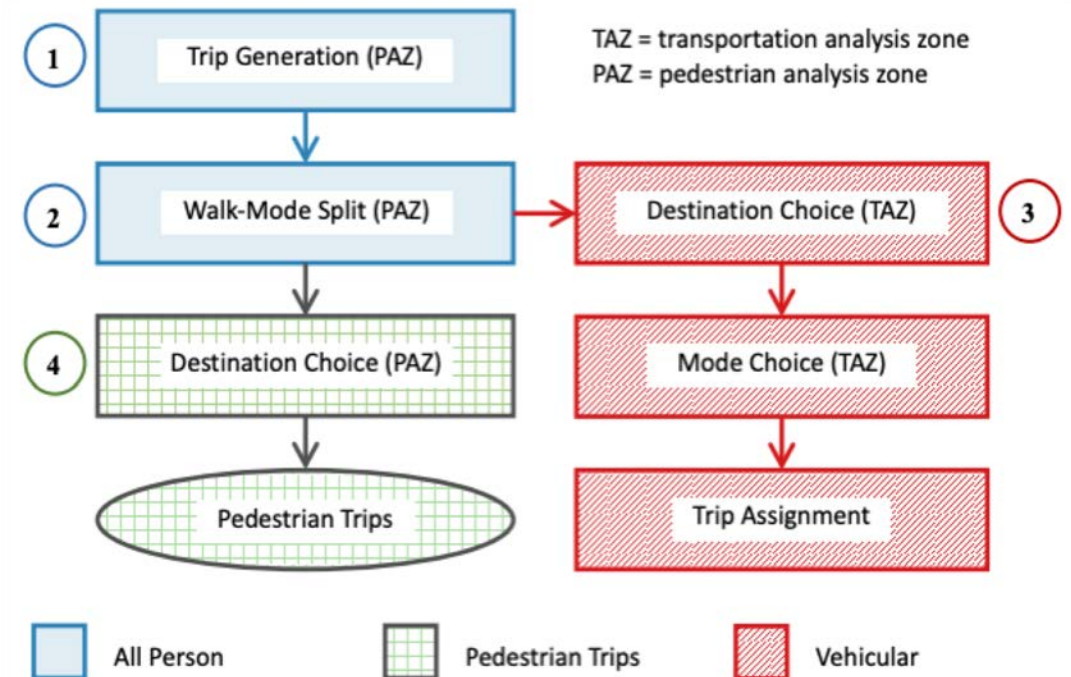 1
Trip Generation (PAZ)
TAZ = transportation analysis zone
PAZ = pedestrian analysis zone
2
Walk-Mode Split (PAZ)
Destination Choice (TAZ)
3
4
Destination Choice (PAZ)
Mode Choice (TAZ)
Pedestrian Trips
Trip Assignment
All Person
Pedestrian Trips
Vehicular